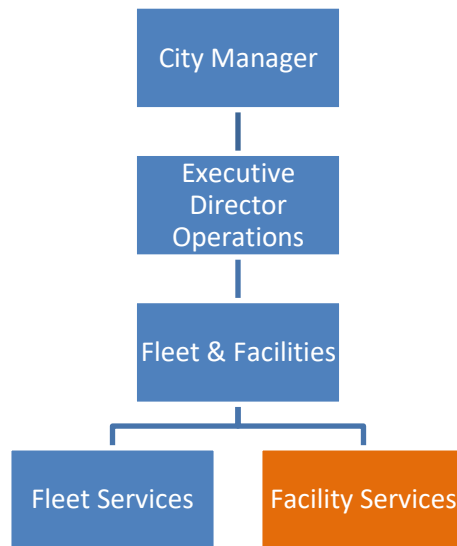 City Manager
Executive
Director
Operations
Fleet & Facilities
Fleet Services
Facility Services